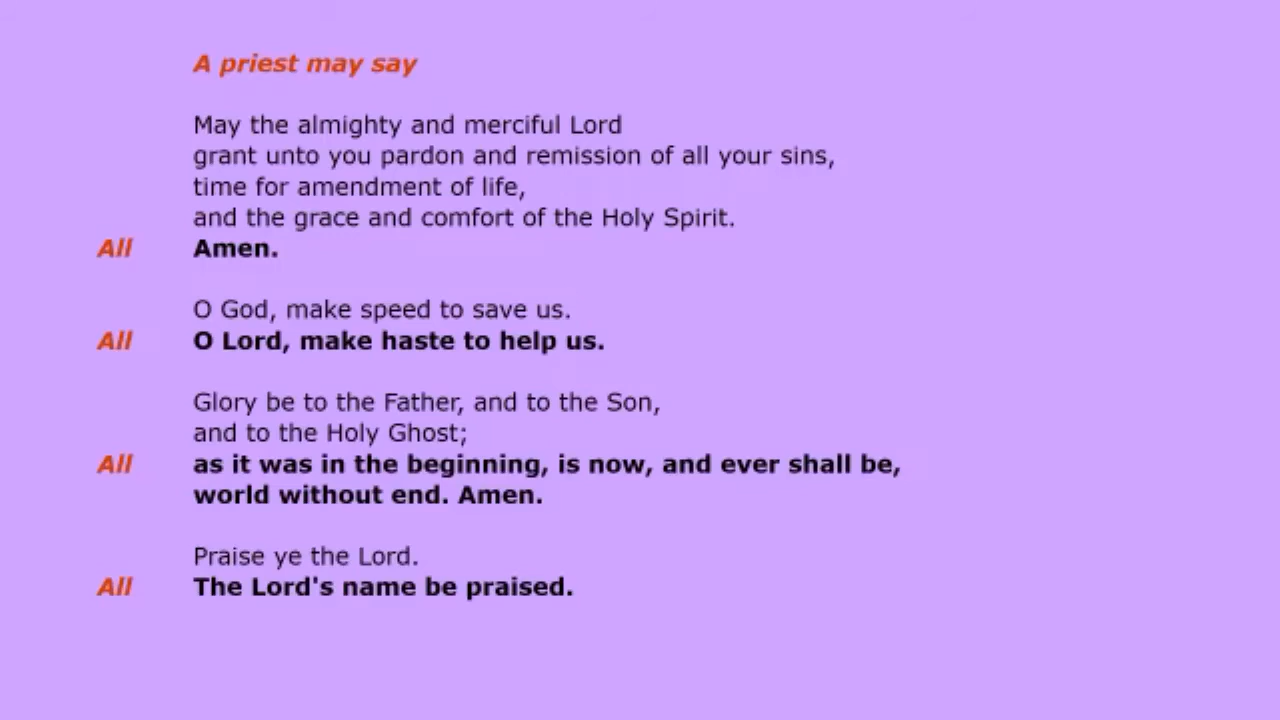 A priest may say
May the almighty and merciful Lord
grant unto you pardon and remission of all your sins,
time for amendment of life,
and the grace and comfort of the Holy Spirit.
All Amen.
O God, make speed to save us.
All O Lord, make haste to help us.
Glory be to the Father, and to the Son,
and to the Holy Ghost;
All as it was in the beginning, is now, and ever shall be,
world without end. Amen.
Praise ye the Lord.
All The Lord's name be praised.